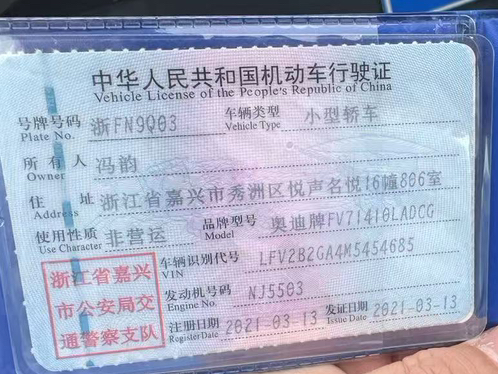 中华人民共和国机动车行驶证
Vehicle License of the People's Republic of China
号牌号码 浙FN9Q03 车辆类型 小型轿车
Plate No. Vehicle Type
所有人 冯韵
Owner
住址 浙江省嘉兴市秀洲区悦声名悦16幢806室
Address
使用性质 非营运 品牌型号 奥迪牌FV71410LADCG
Use Character Model
车辆识别代号 LFV2B2GA4M5454685
VIN
发动机号码 NJ5503
Engine No.
注册日期 2021-03-13 发证日期 2021-03-13
Register Date Issue Date
浙江省嘉兴
市公安局交
通警察支队